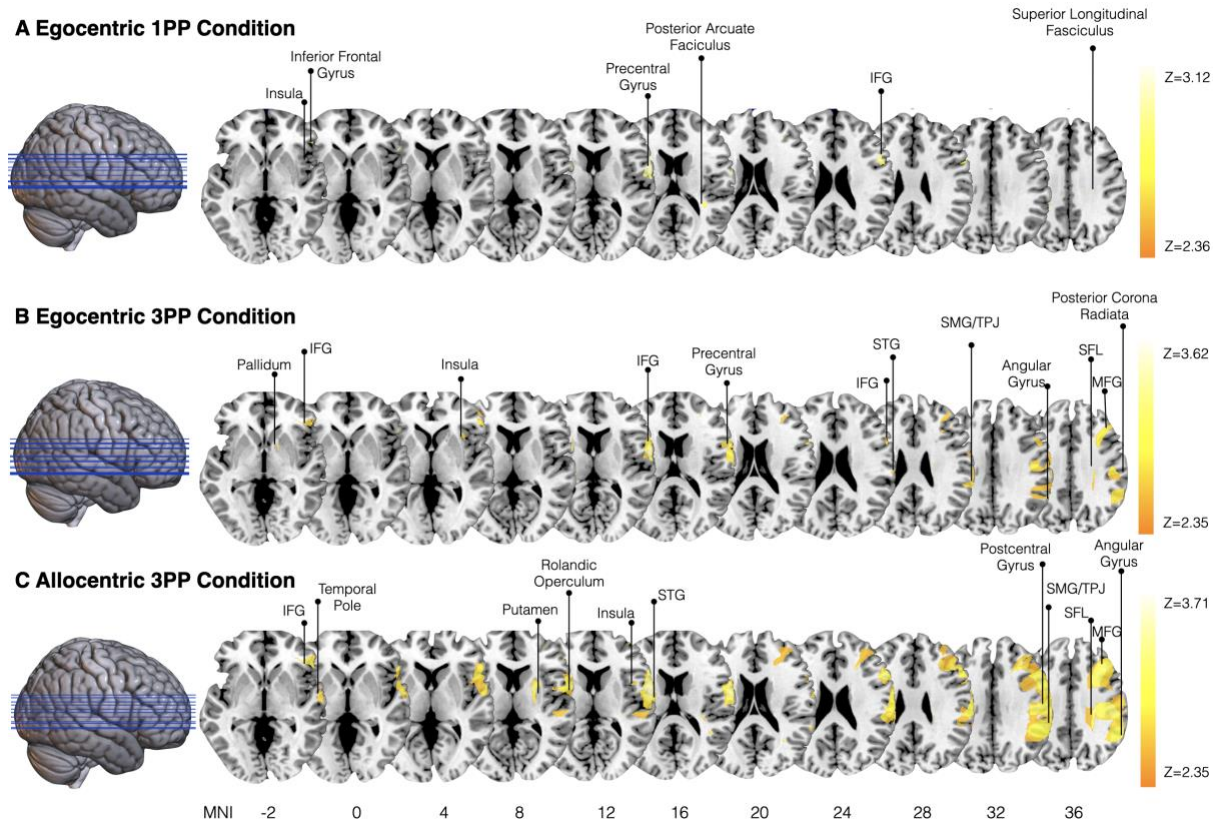 A Egocentric 1PP Condition
Superior Longitudinal
Fasciculus
Posterior Arcuate
Faciculus
Inferior Frontal
Gyrus
Insula
Precentral
Gyrus
IFG
Z=3.12
Z=2.36
B Egocentric 3PP Condition
Posterior Corona
Radiata
SMG/TPJ
IFG
Pallidum
Insula
IFG
Precentral
Gyrus
STG
IFG
Angular
Gyrus
SFL
MFG
Z=3.62
Z=2.35
C Allocentric 3PP Condition
IFG
Temporal
Pole
Rolandic
Operculum
Putamen
Insula
STG
Postcentral
Gyrus
SMG/TPJ
SFL
MFG
Angular
Gyrus
Z=3.71
Z=2.35
MNI -2 0 4 8 12 16 20 24 28 32 36